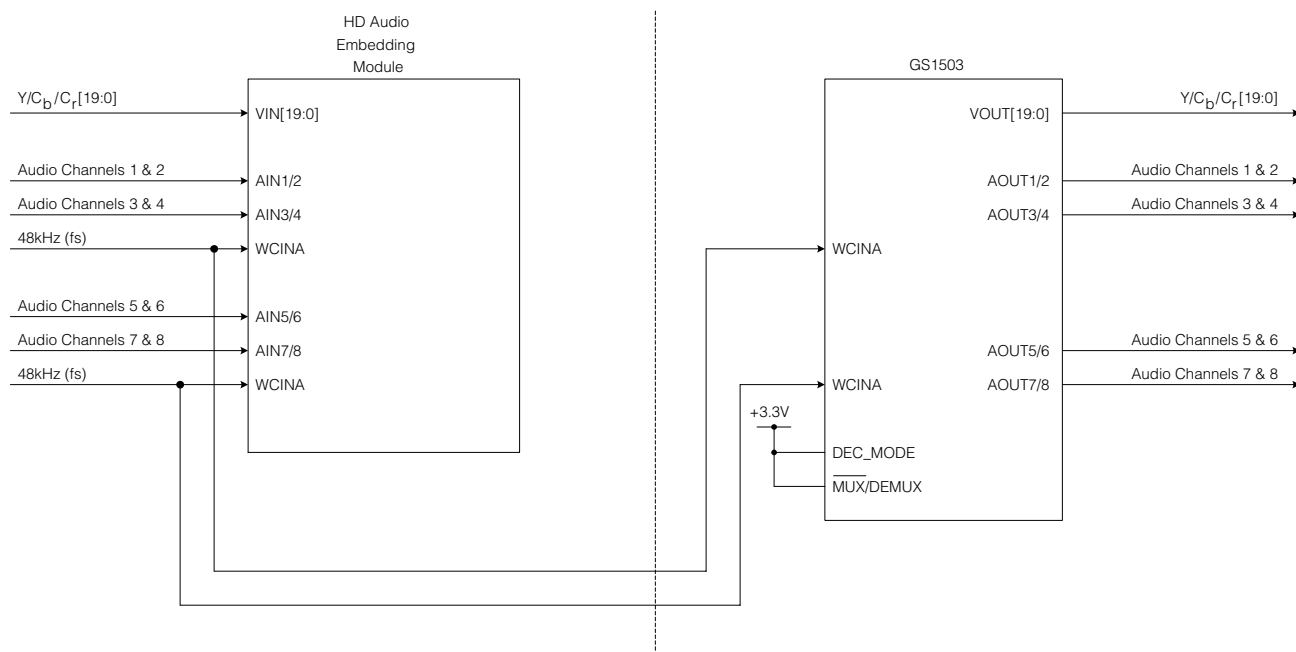 HD Audio
Embedding
Module
Y/Cb/Cr[19:0]
VIN[19:0]
Audio Channels 1 & 2
AIN1/2
Audio Channels 3 & 4
AIN3/4
48kHz (fs)
WCINA
Audio Channels 5 & 6
AIN5/6
Audio Channels 7 & 8
AIN7/8
48kHz (fs)
WCINA
GS1503
VOUT[19:0]
Y/Cb/Cr[19:0]
AOUT1/2
Audio Channels 1 & 2
AOUT3/4
Audio Channels 3 & 4
WCINA
AOUT5/6
Audio Channels 5 & 6
WCINA
AOUT7/8
Audio Channels 7 & 8
+3.3V
DEC_MODE
MUX/DEMUX